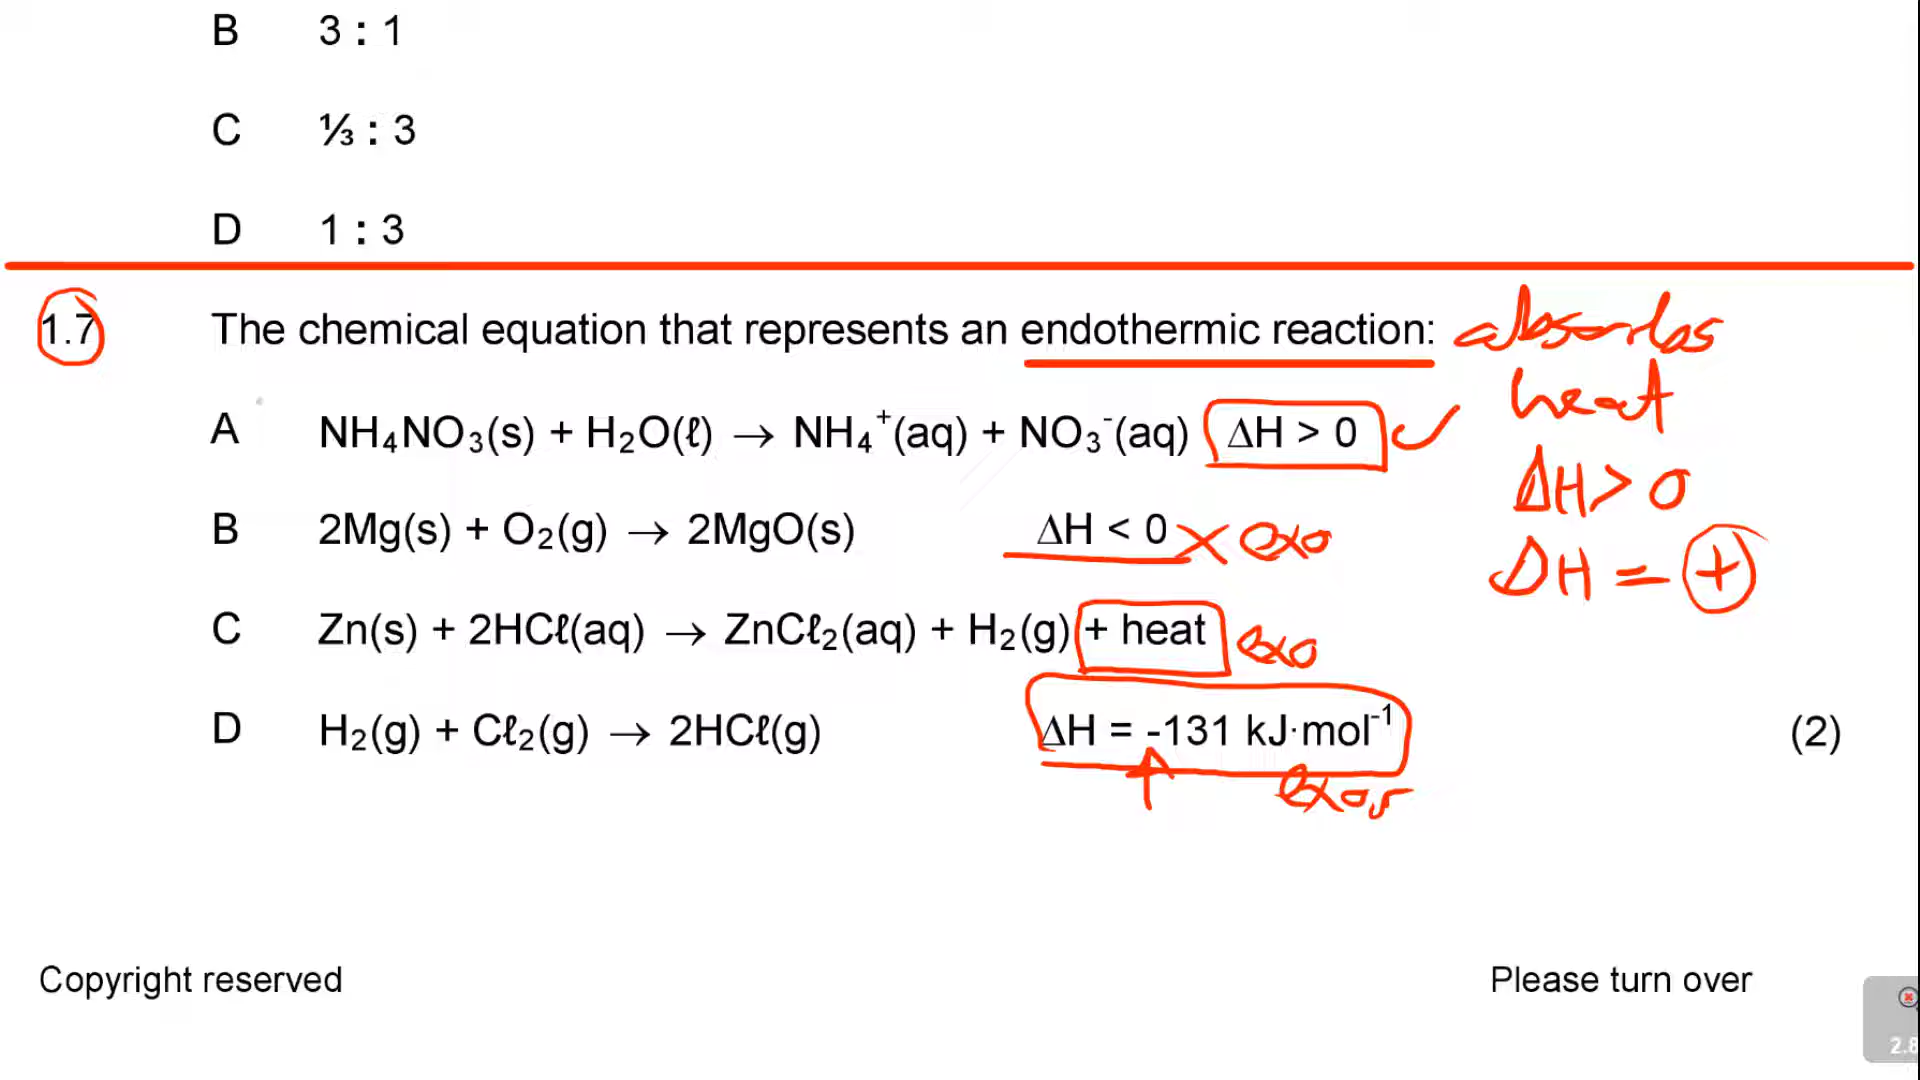 B 3 : 1
C ⅓ : 3
D 1 : 3
1.7 The chemical equation that represents an endothermic reaction: absorbs
heat
A NH₄NO₃(s) + H₂O(ℓ) → NH₄⁺(aq) + NO₃⁻(aq) ΔH > 0 ✓
ΔH > 0
B 2Mg(s) + O₂(g) → 2MgO(s) ΔH < 0 ✗ exo
ΔH = +
C Zn(s) + 2HCℓ(aq) → ZnCℓ₂(aq) + H₂(g) + heat exo
D H₂(g) + Cℓ₂(g) → 2HCℓ(g) ΔH = -131 kJ·mol⁻¹ (2)
exo
Copyright reserved Please turn over
2.8